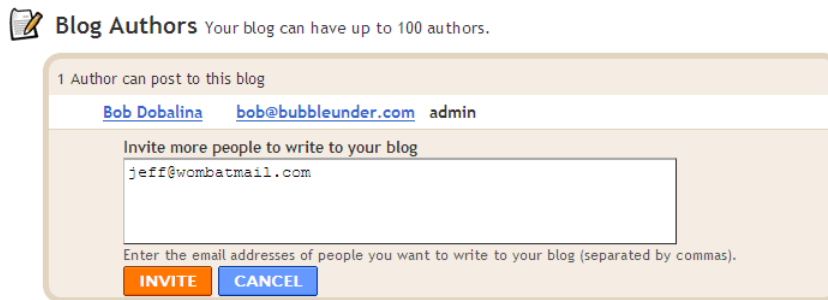 Blog Authors Your blog can have up to 100 authors.
1 Author can post to this blog
Bob Dobalina bob@bubbleunder.com admin
Invite more people to write to your blog
jeff@wombatmail.com
Enter the email addresses of people you want to write to your blog (separated by commas).
INVITE CANCEL